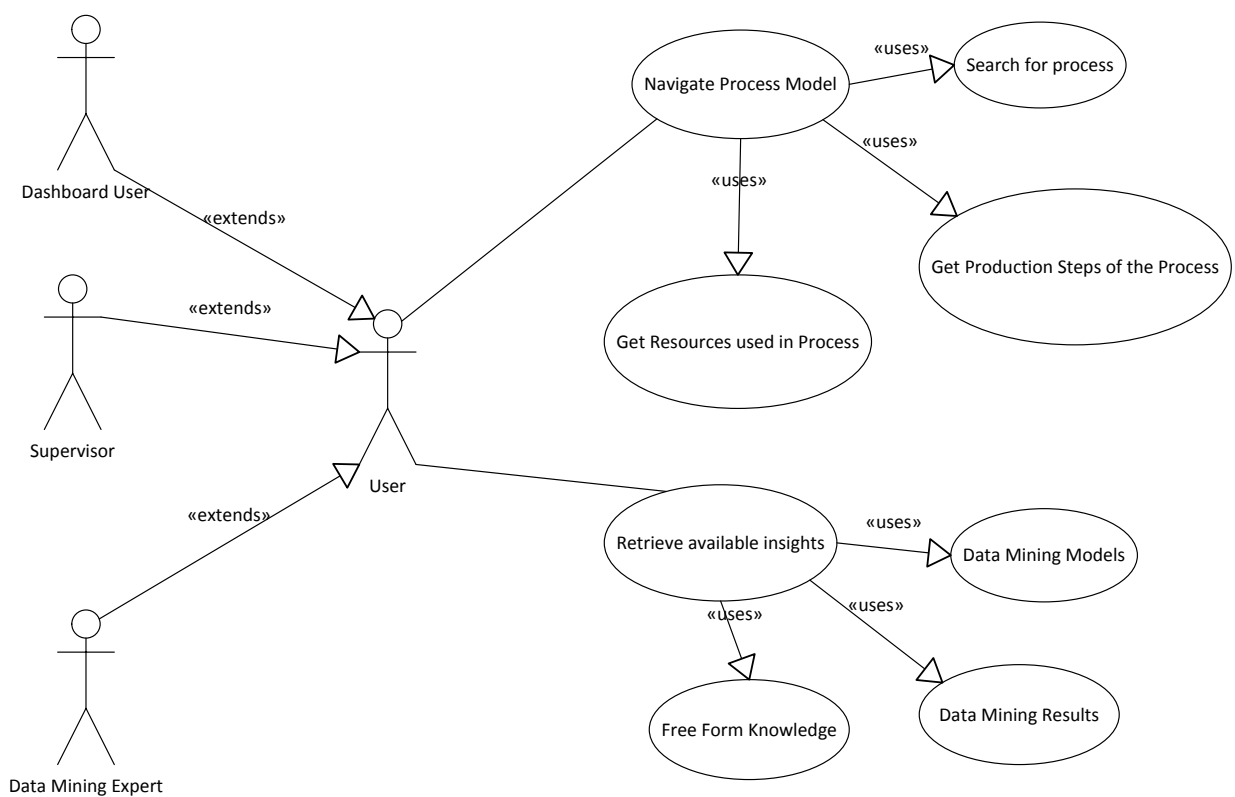 Dashboard User
«extends»
Supervisor
«extends»
Data Mining Expert
«extends»
User
Navigate Process Model
«uses»
Search for process
«uses»
Get Production Steps of the Process
«uses»
Get Resources used in Process
Retrieve available insights
«uses»
Data Mining Models
«uses»
Data Mining Results
«uses»
Free Form Knowledge